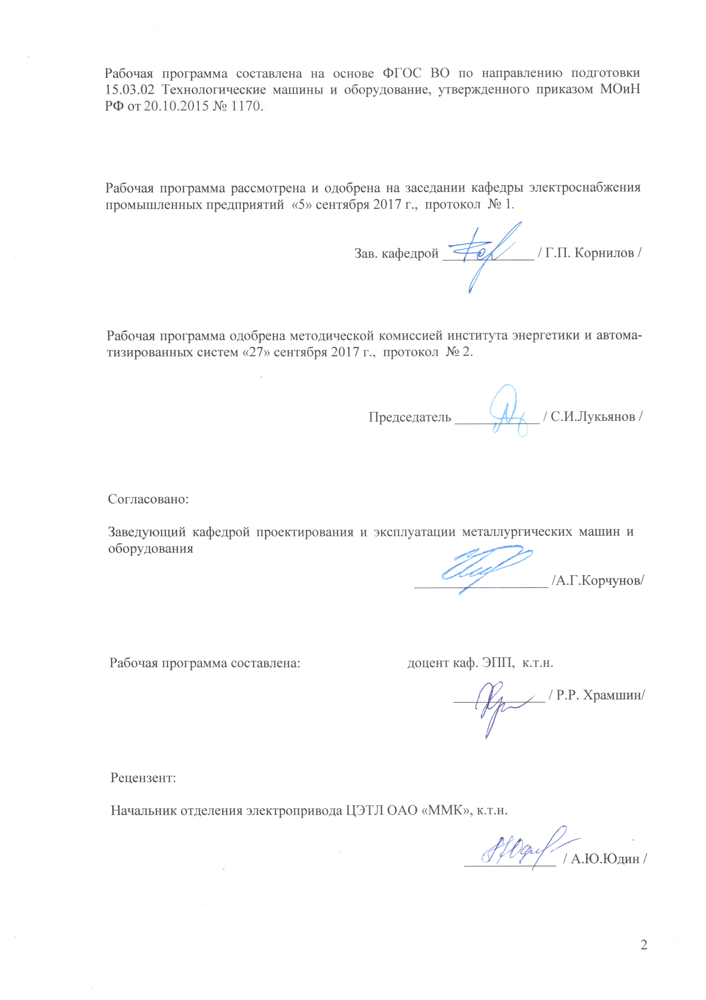 Рабочая программа составлена на основе ФГОС ВО по направлению подготовки
15.03.02 Технологические машины и оборудование, утвержденного приказом МОиН
РФ от 20.10.2015 № 1170.
Рабочая программа рассмотрена и одобрена на заседании кафедры электроснабжения
промышленных предприятий «5» сентября 2017 г., протокол № 1.
Зав. кафедрой ____________ / Г.П. Корнилов /
Рабочая программа одобрена методической комиссией института энергетики и автома-
тизированных систем «27» сентября 2017 г., протокол № 2.
Председатель ____________ / С.И.Лукьянов /
Согласовано:
Заведующий кафедрой проектирования и эксплуатации металлургических машин и
оборудования
____________ /А.Г.Корчунов/
Рабочая программа составлена: доцент каф. ЭПП, к.т.н.
____________ / Р.Р. Храмшин/
Рецензент:
Начальник отделения электропривода ЦЭТЛ ОАО «ММК», к.т.н.
____________ / А.Ю.Юдин /
2